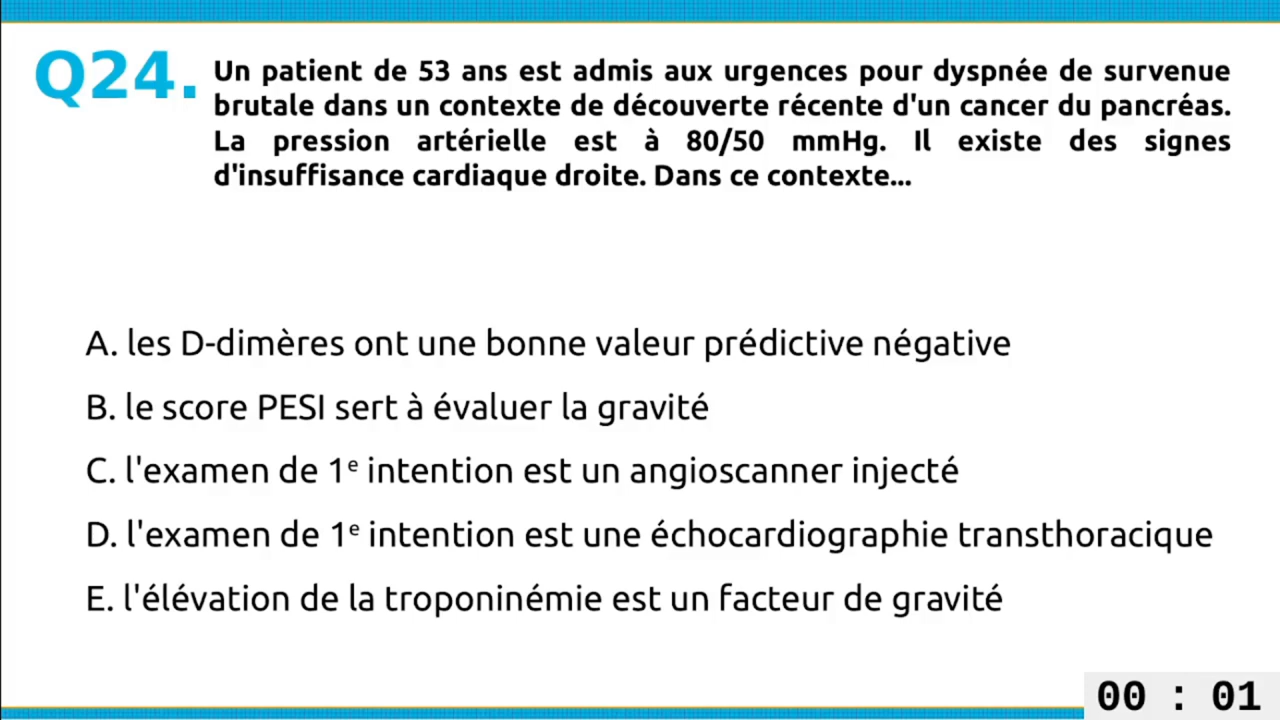 Q24.
Un patient de 53 ans est admis aux urgences pour dyspnée de survenue
brutale dans un contexte de découverte récente d'un cancer du pancréas.
La pression artérielle est à 80/50 mmHg. Il existe des signes
d'insuffisance cardiaque droite. Dans ce contexte...
A. les D-dimères ont une bonne valeur prédictive négative
B. le score PESI sert à évaluer la gravité
C. l'examen de 1ᵉ intention est un angioscanner injecté
D. l'examen de 1ᵉ intention est une échocardiographie transthoracique
E. l'élévation de la troponinémie est un facteur de gravité
00 : 01